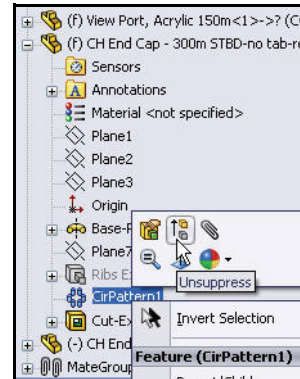 (f) View Port, Acrylic 150m<1>->? (C
(f) CH End Cap - 300m STBD-no tab-r
Sensors
Annotations
Material <not specified>
Plane1
Plane2
Plane3
Origin
Base-F
Plane7
Ribs E
Unsuppress
CirPattern1
Cut-Ex
Invert Selection
(-) CH End
Feature (CirPattern1)
MateGroup